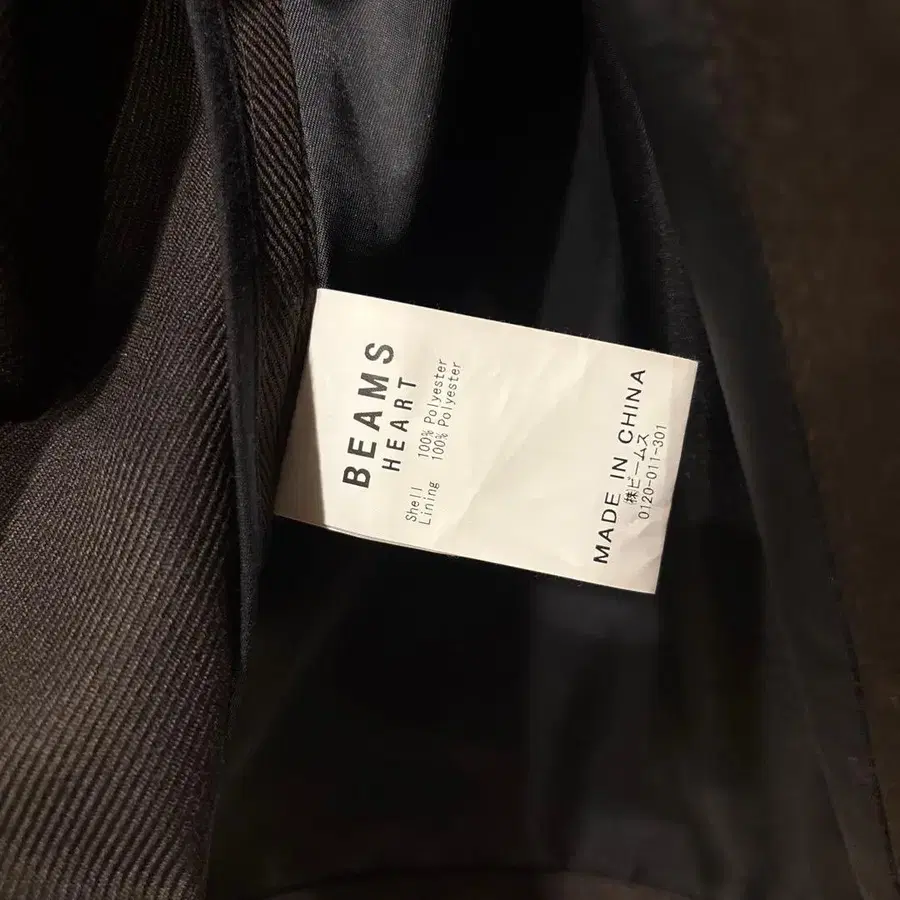 BEAMS
HEART
Shell 100% Polyester
Lining 100% Polyester
MADE IN CHINA
㈱ビームス
0120-011-301